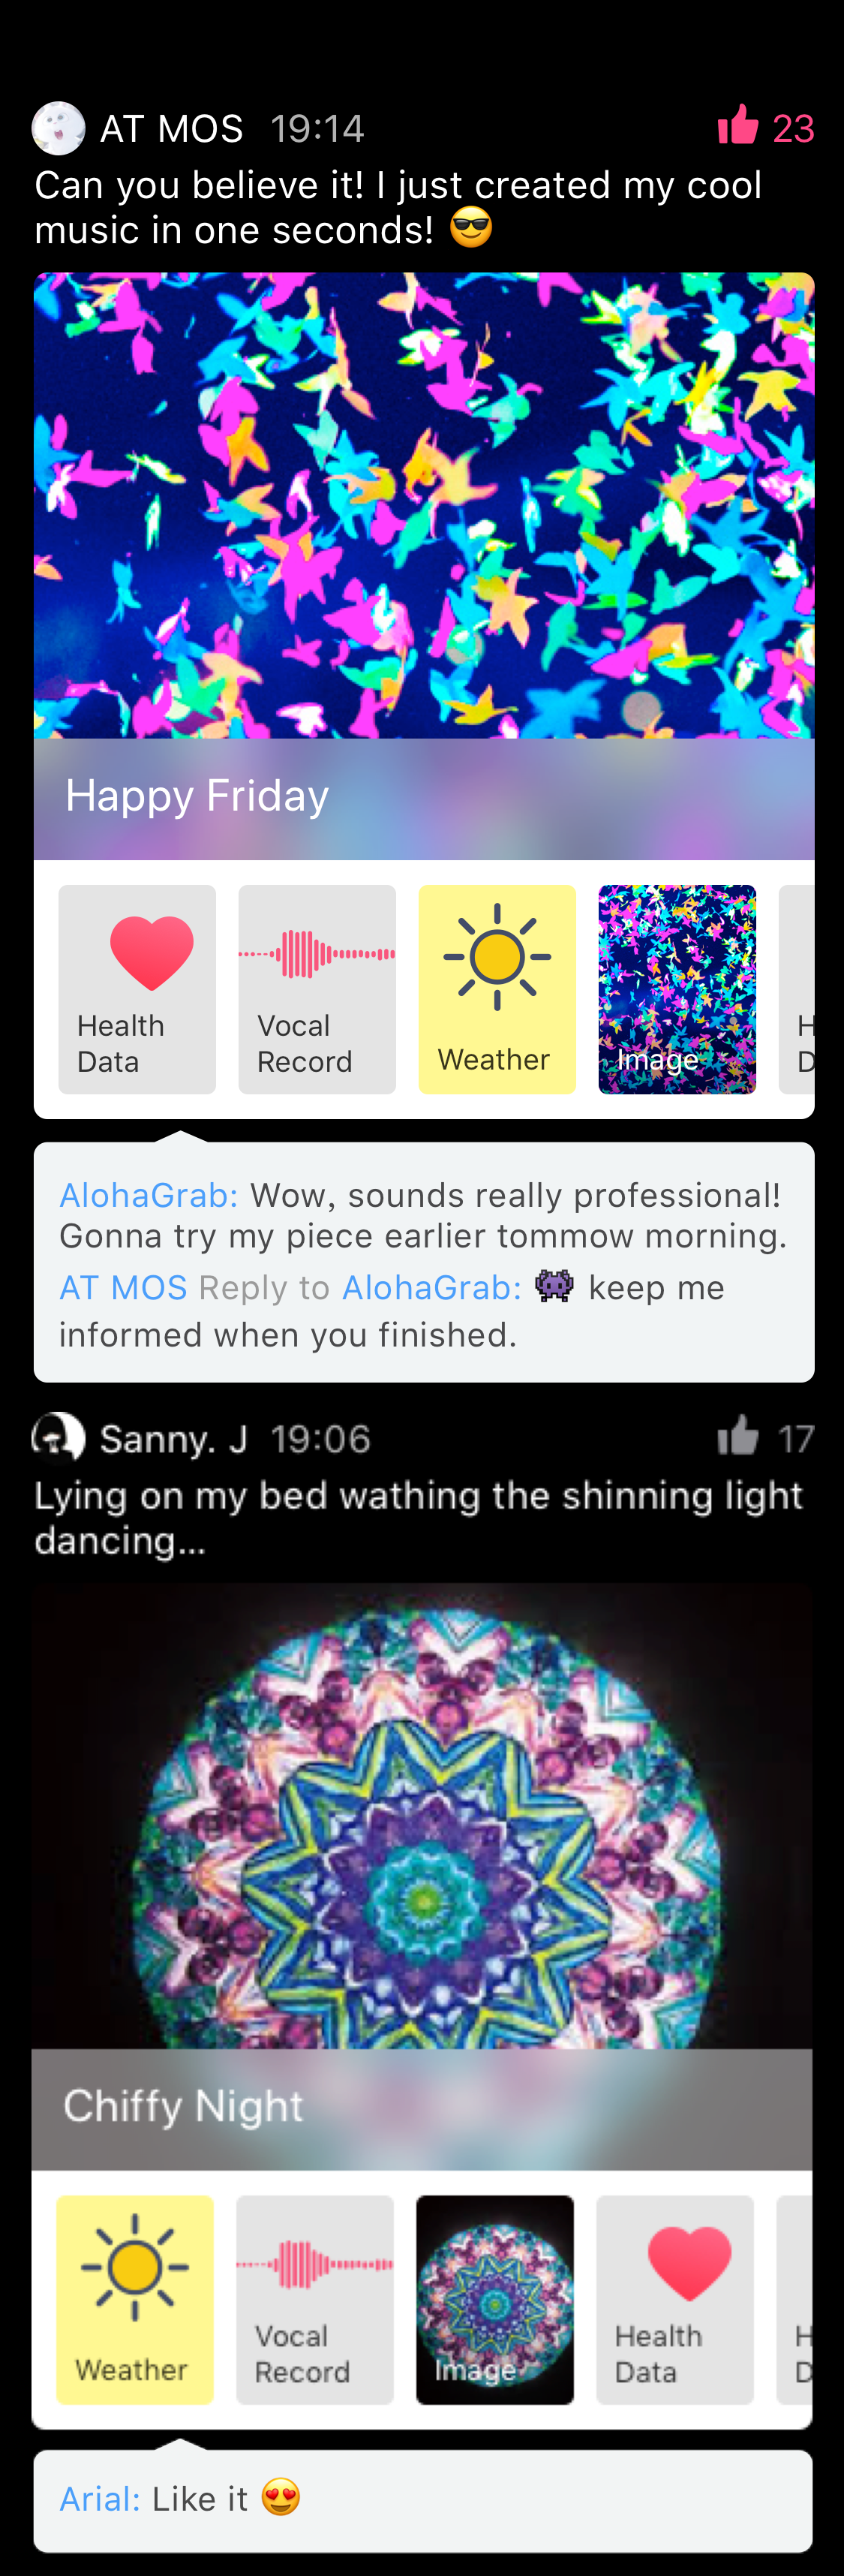 AT MOS 19:14 23
Can you believe it! I just created my cool
music in one seconds! 😎
Happy Friday
Health
Data
Vocal
Record
Weather
Image
H
D
AlohaGrab: Wow, sounds really professional!
Gonna try my piece earlier tommow morning.
AT MOS Reply to AlohaGrab: 👾 keep me
informed when you finished.
Sanny. J 19:06 17
Lying on my bed wathing the shinning light
dancing...
Chiffy Night
Weather
Vocal
Record
Image
Health
Data
H
D
Arial: Like it 😍